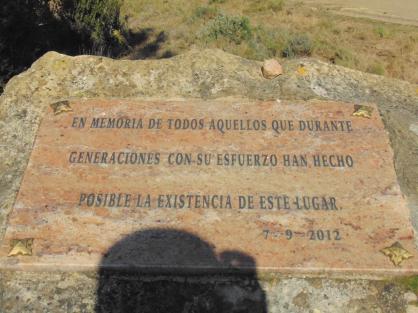 EN MEMORIA DE TODOS AQUELLOS QUE DURANTE
GENERACIONES CON SU ESFUERZO HAN HECHO
POSIBLE LA EXISTENCIA DE ESTE LUGAR.
7-9-2012